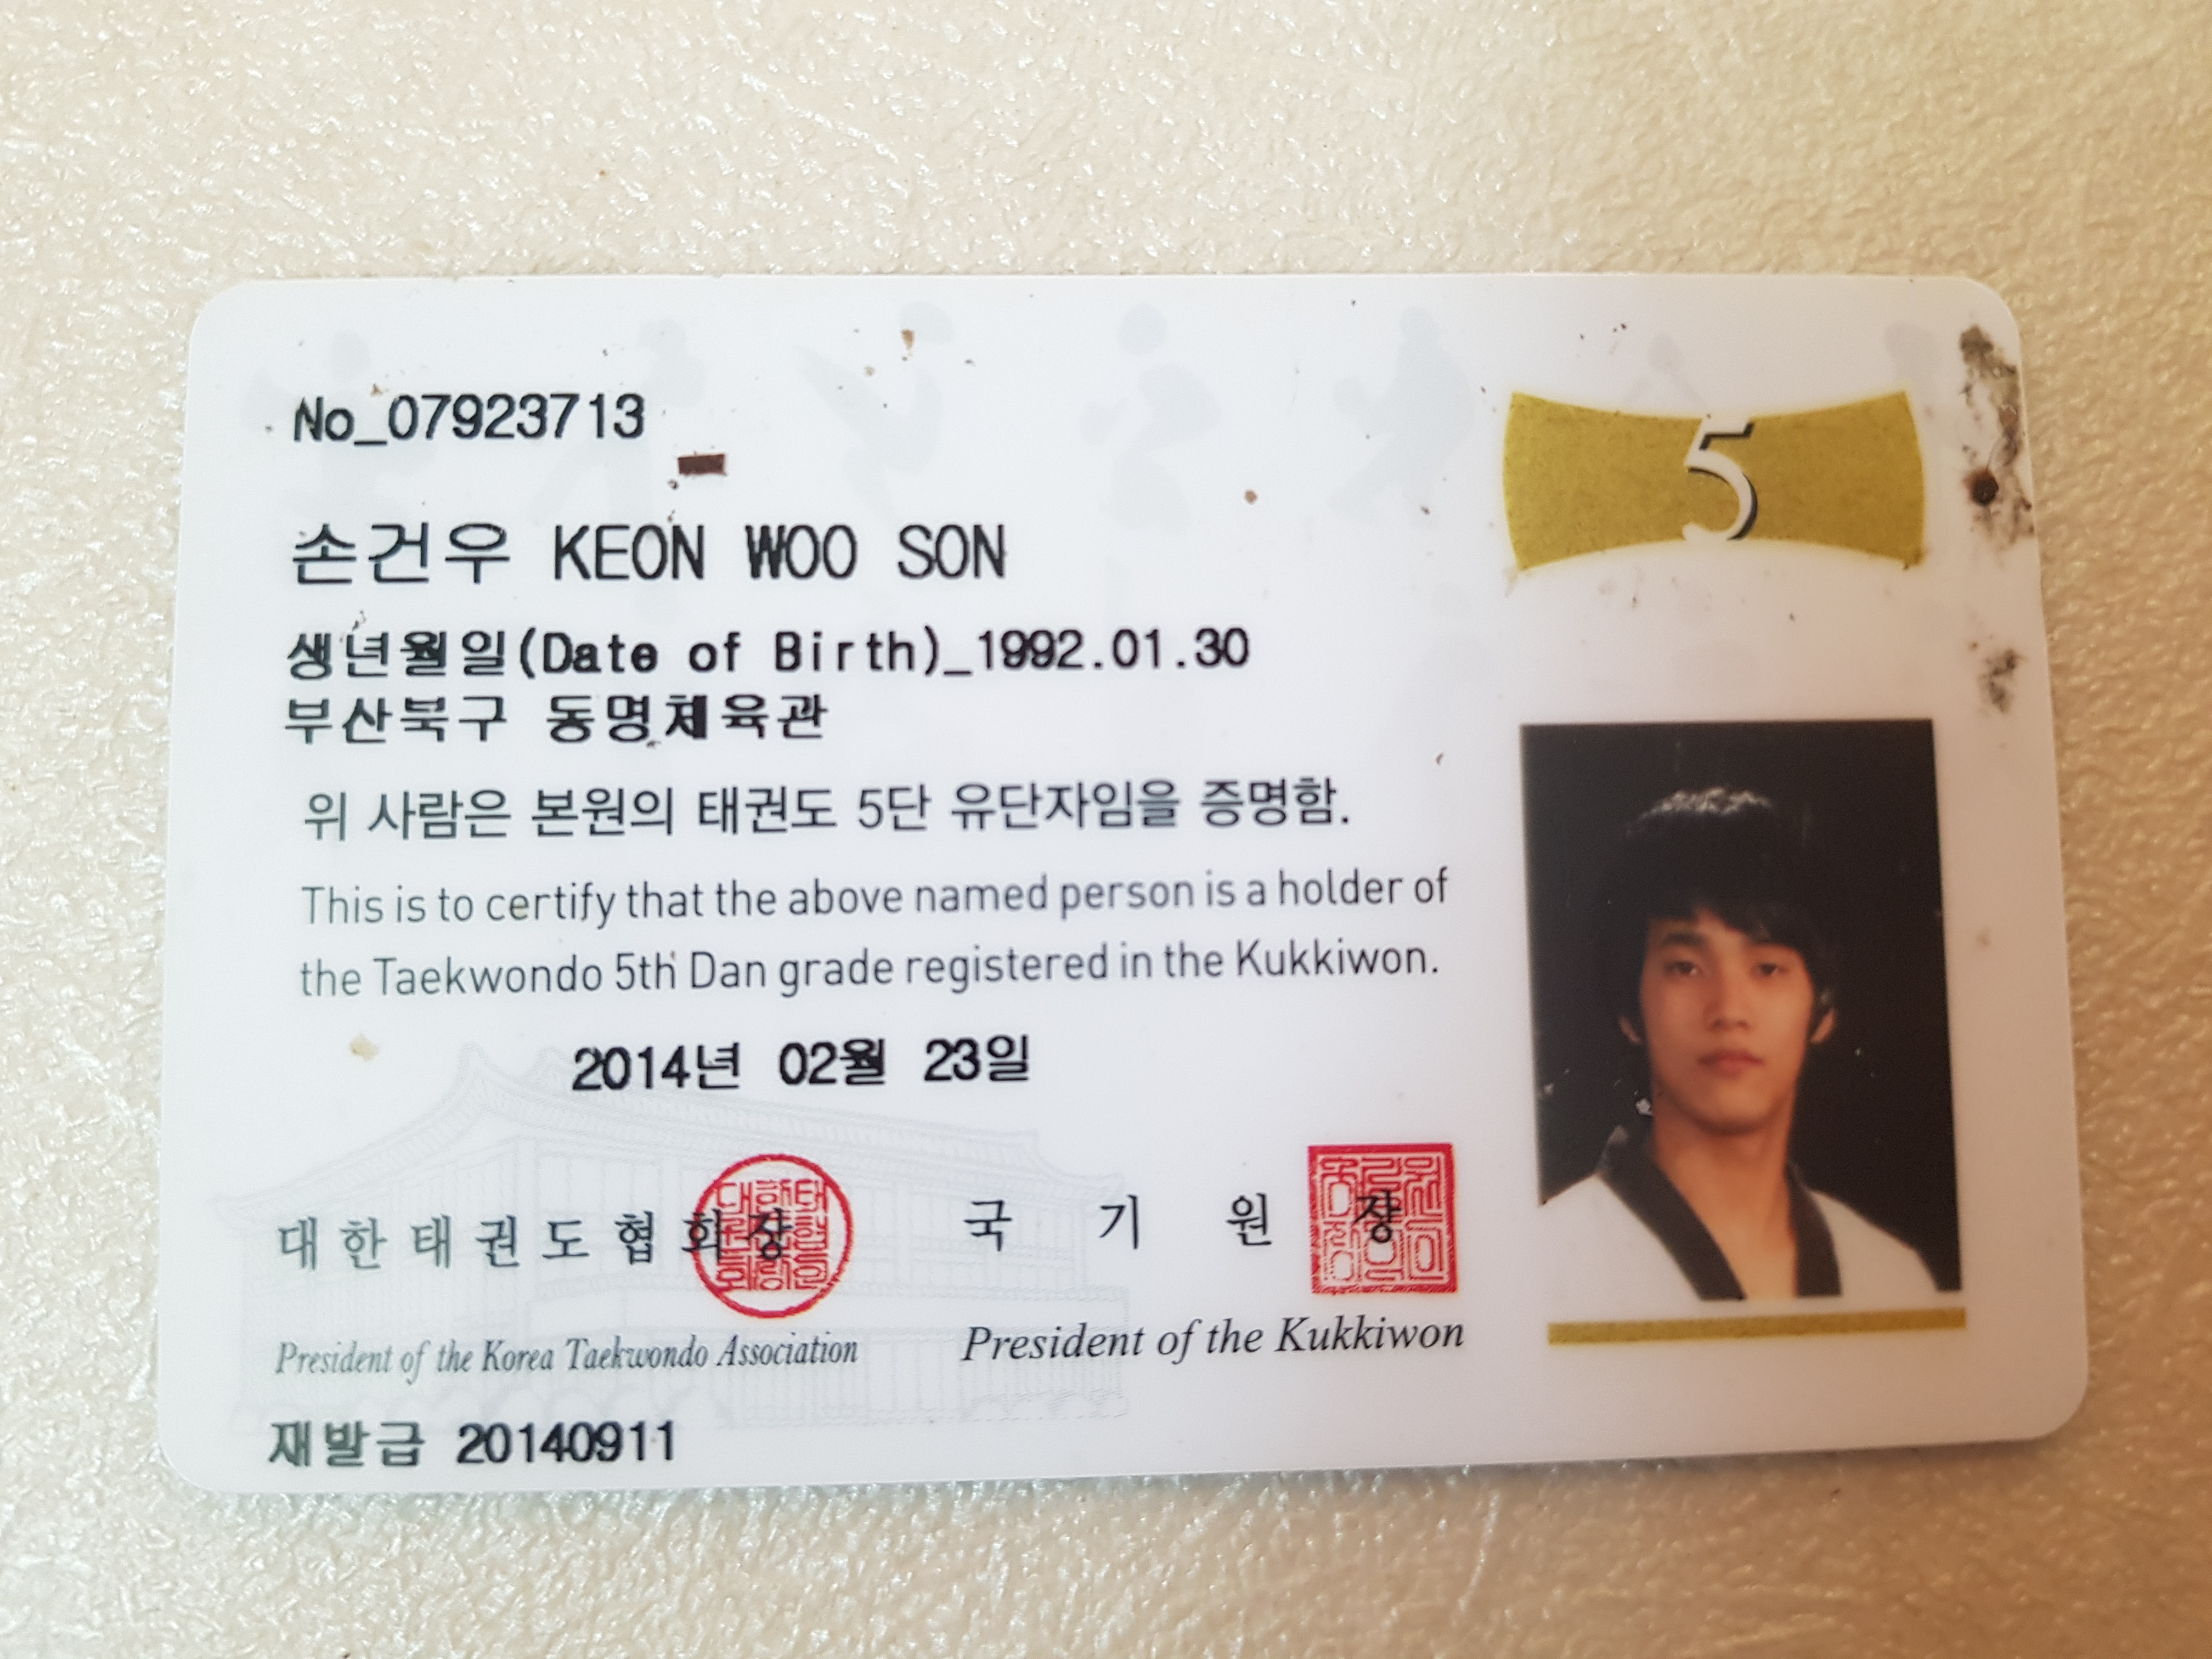 No_07923713
5
손건우 KEON WOO SON
생년월일(Date of Birth)_1992.01.30
부산북구 동명체육관
위 사람은 본원의 태권도 5단 유단자임을 증명함.
This is to certify that the above named person is a holder of
the Taekwondo 5th Dan grade registered in the Kukkiwon.
2014년 02월 23일
대한태권도협회장 국기원장
President of the Korea Taekwondo Association President of the Kukkiwon
재발급 20140911